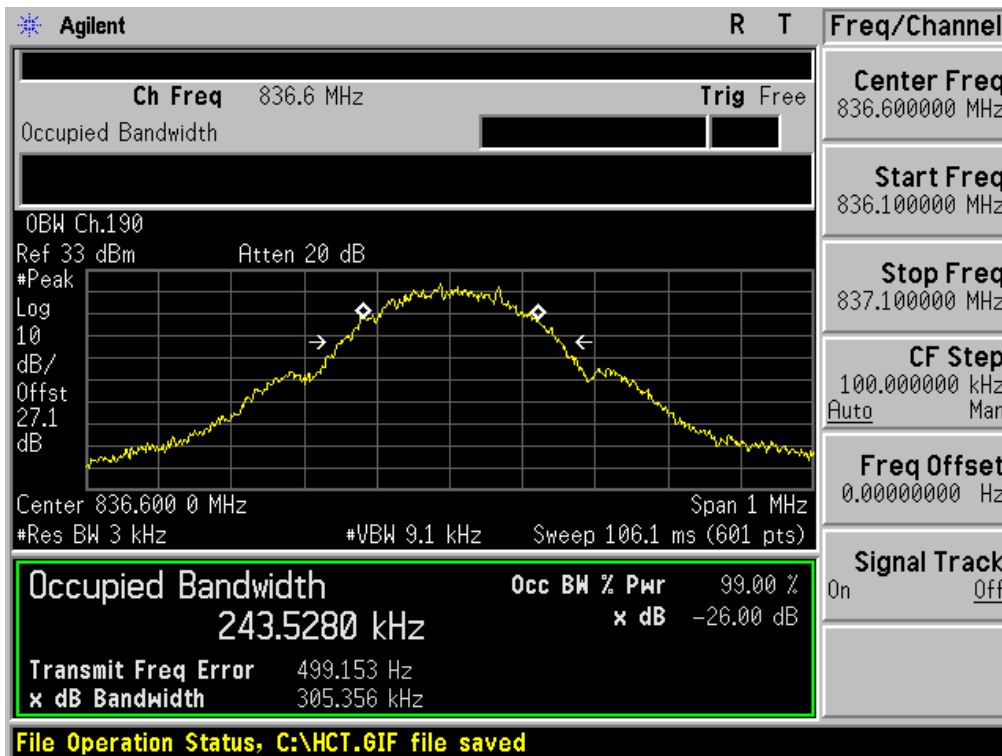 Agilent R T Freq/Channel
Ch Freq 836.6 MHz Trig Free
Occupied Bandwidth
Center Freq
836.600000 MHz
Start Freq
836.100000 MHz
Stop Freq
837.100000 MHz
CF Step
100.000000 kHz
Auto Man
Freq Offset
0.00000000 Hz
Signal Track
On Off
OBW Ch.190
Ref 33 dBm Atten 20 dB
#Peak
Log
10
dB/
Offst
27.1
dB
Center 836.600 0 MHz Span 1 MHz
#Res BW 3 kHz #VBW 9.1 kHz Sweep 106.1 ms (601 pts)
Occupied Bandwidth Occ BW % Pwr 99.00 %
243.5280 kHz x dB -26.00 dB
Transmit Freq Error 499.153 Hz
x dB Bandwidth 305.356 kHz
File Operation Status, C:\HCT.GIF file saved